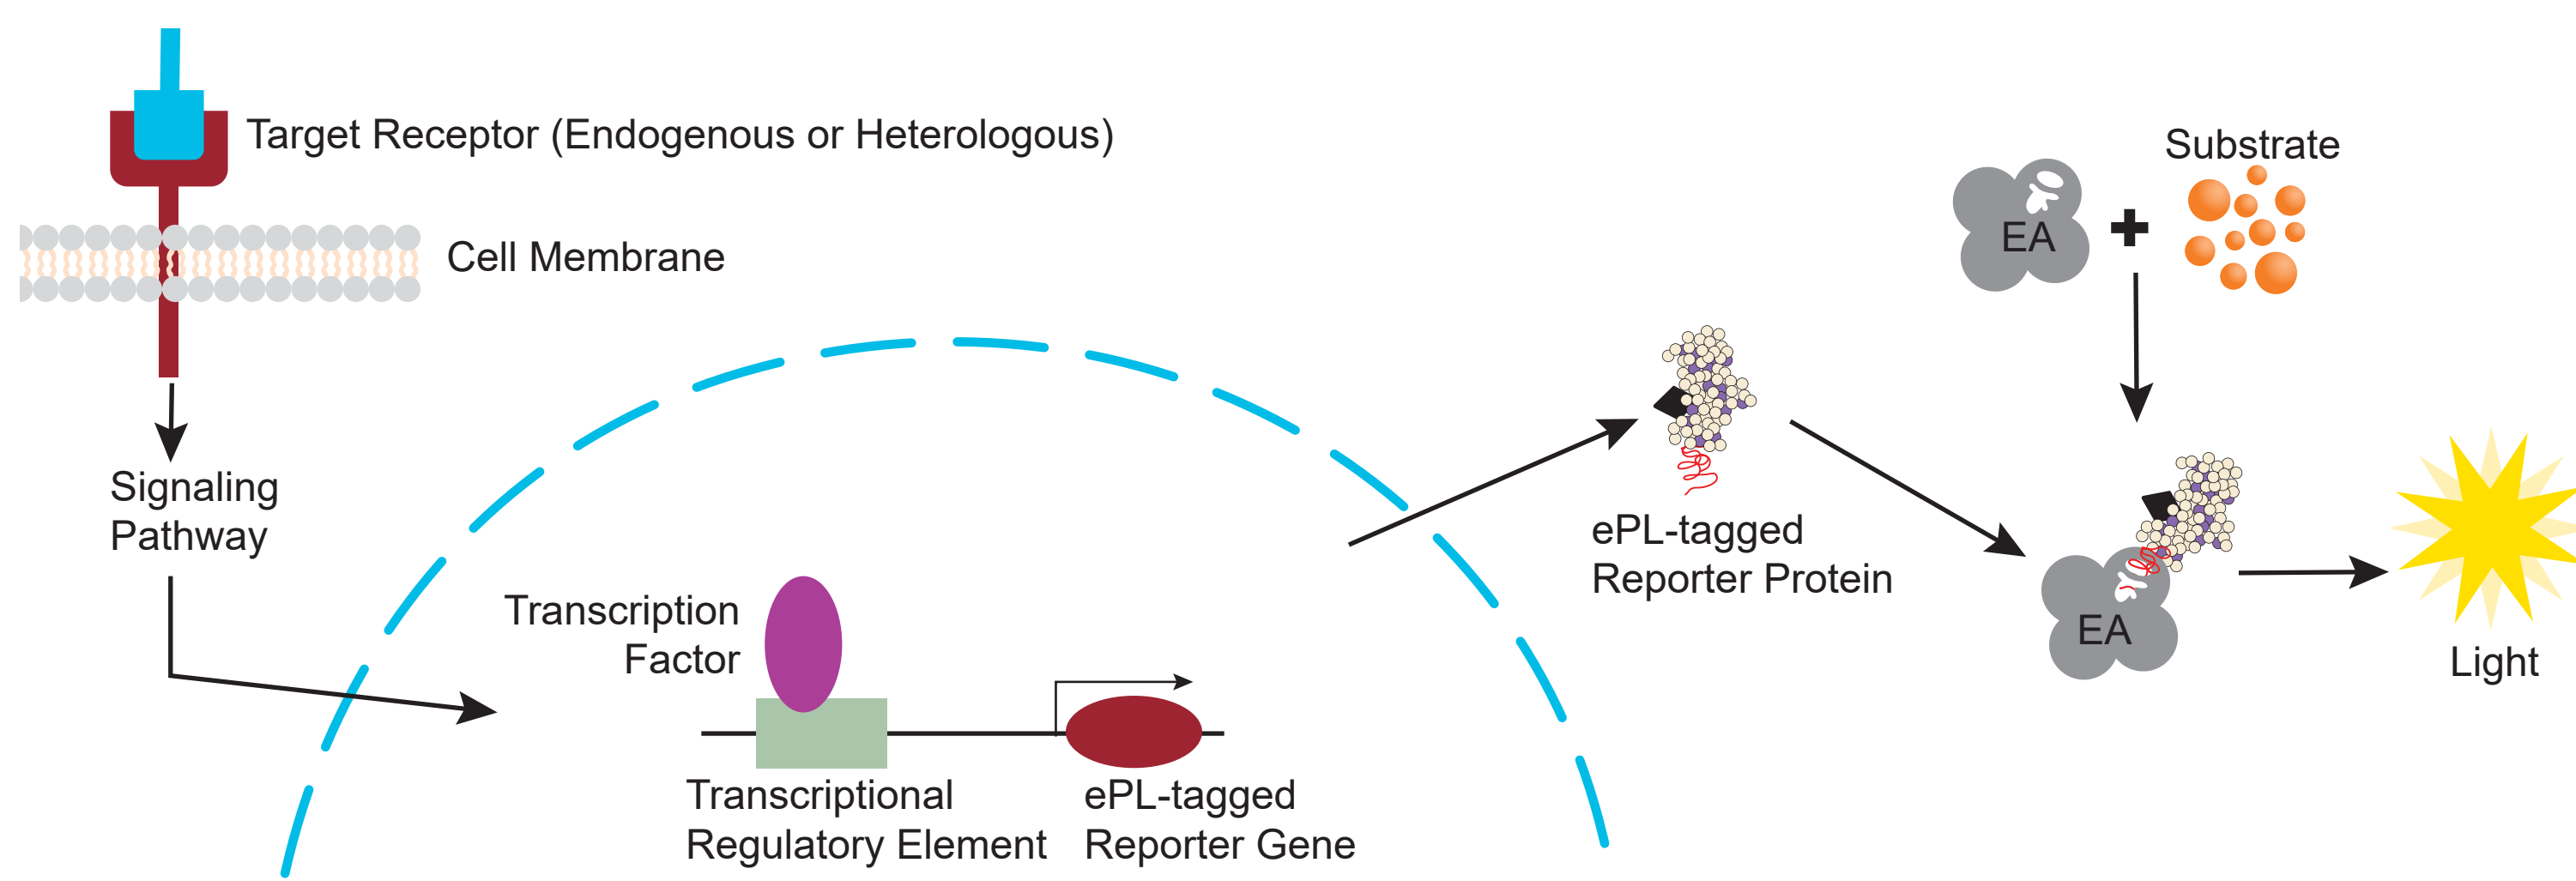 Target Receptor (Endogenous or Heterologous)
Cell Membrane
Signaling
Pathway
Transcription
Factor
Transcriptional
Regulatory Element
ePL-tagged
Reporter Gene
ePL-tagged
Reporter Protein
EA
Substrate
EA
Light